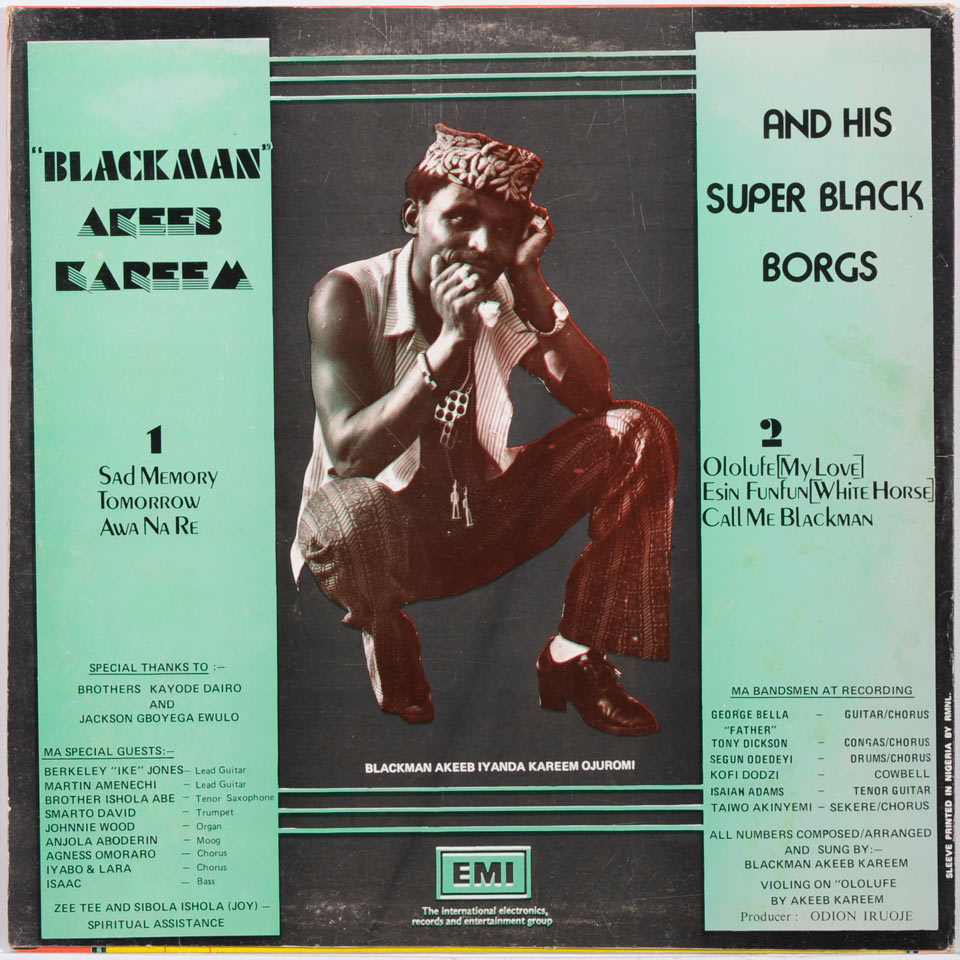 "BLACKMAN"
AKEEB
KAREEM
AND HIS
SUPER BLACK
BORGS
1
Sad Memory
Tomorrow
Awa Na Re
2
Ololufe [My Love]
Esin Funfun [White Horse]
Call Me Blackman
SPECIAL THANKS TO :—
BROTHERS KAYODE DAIRO
AND
JACKSON GBOYEGA EWULO
MA SPECIAL GUESTS:—
BERKELEY "IKE" JONES— Lead Guitar
MARTIN AMENECHI — Lead Guitar
BROTHER ISHOLA ABE — Tenor Saxophone
SMARTO DAVID — Trumpet
JOHNNIE WOOD — Organ
ANJOLA ABODERIN — Moog
AGNESS OMORARO — Chorus
IYABO & LARA — Chorus
ISAAC — Bass
ZEE TEE AND SIBOLA ISHOLA (JOY) —
SPIRITUAL ASSISTANCE
BLACKMAN AKEEB IYANDA KAREEM OJUROMI
EMI
The international electronics,
records and entertainment group
MA BANDSMEN AT RECORDING
GEORGE BELLA — GUITAR/CHORUS
"FATHER"
TONY DICKSON — CONGAS/CHORUS
SEGUN ODEDEYI — DRUMS/CHORUS
KOFI DODZI — COWBELL
ISAIAH ADAMS — TENOR GUITAR
TAIWO AKINYEMI — SEKERE/CHORUS
ALL NUMBERS COMPOSED/ARRANGED
AND SUNG BY:—
BLACKMAN AKEEB KAREEM
VIOLING ON "OLOLUFE
BY AKEEB KAREEM
Producer : ODION IRUOJE
SLEEVE PRINTED IN NIGERIA BY RMNL.